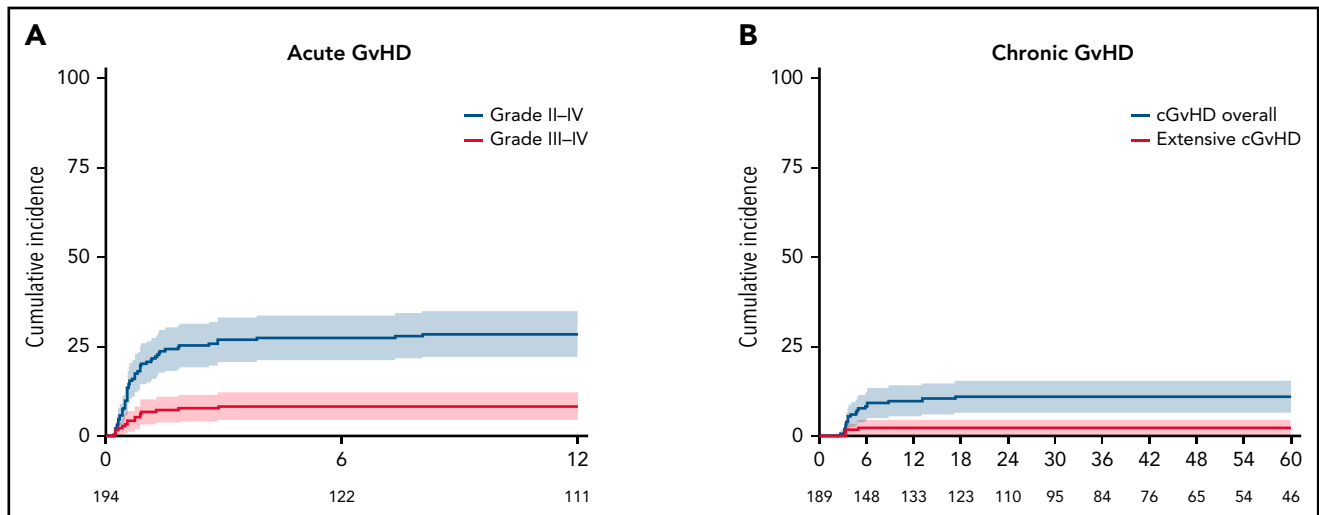 A
Acute GvHD
Cumulative incidence
100
75
50
25
0
Grade II–IV
Grade III–IV
0 6 12
194 122 111
B
Chronic GvHD
Cumulative incidence
100
75
50
25
0
cGvHD overall
Extensive cGvHD
0 6 12 18 24 30 36 42 48 54 60
189 148 133 123 110 95 84 76 65 54 46